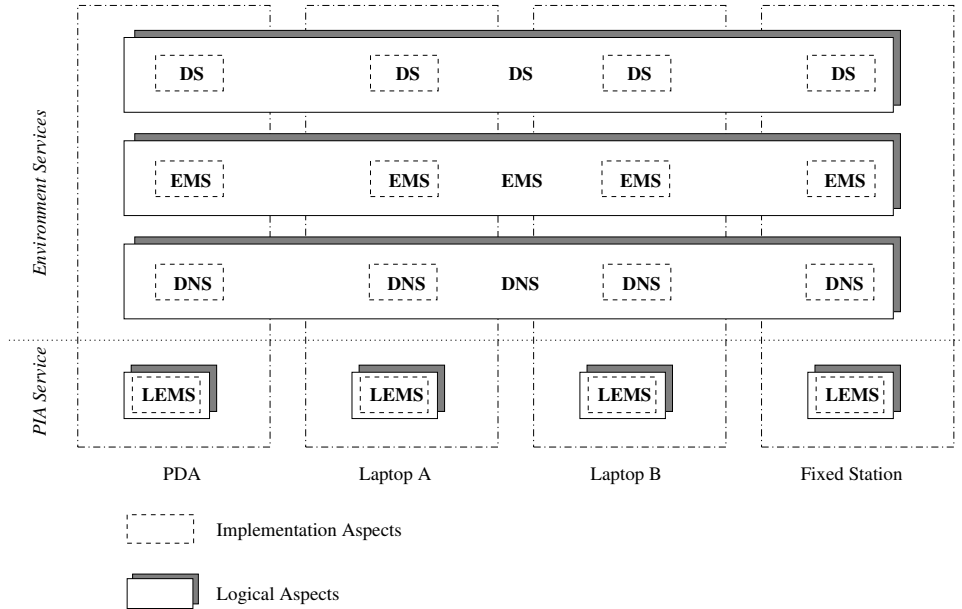 Environment Services
DS DS DS DS DS
EMS EMS EMS EMS EMS
DNS DNS DNS DNS DNS
PIA Service
LEMS LEMS LEMS LEMS
PDA Laptop A Laptop B Fixed Station
Implementation Aspects
Logical Aspects